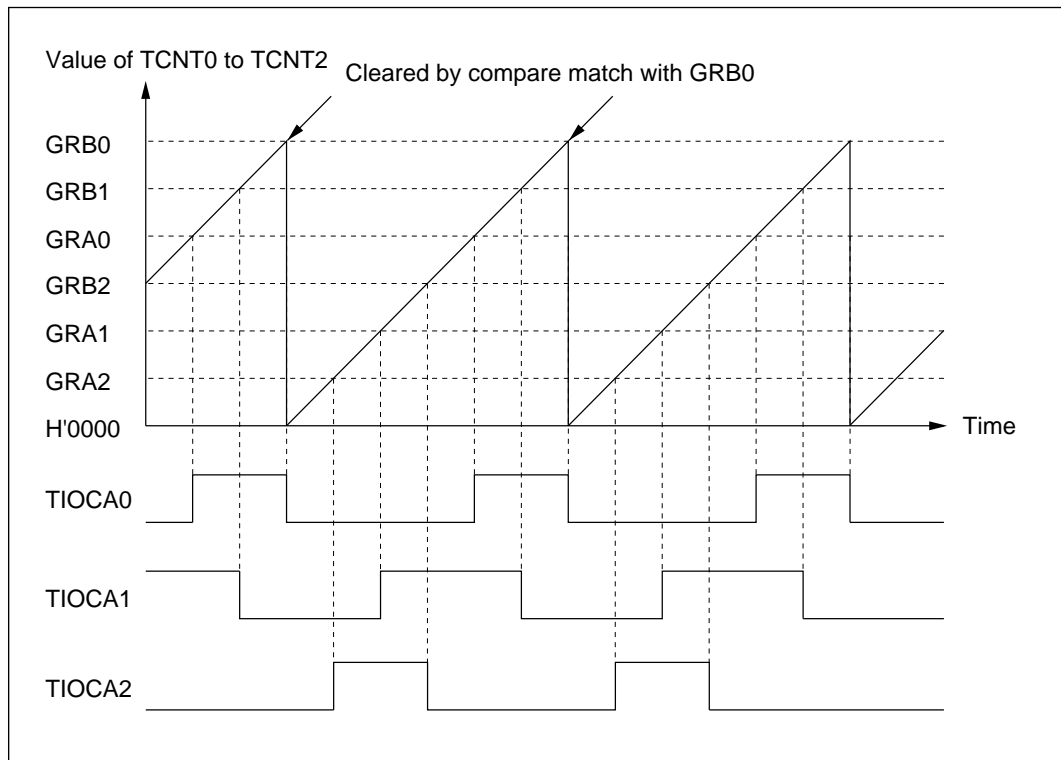 Value of TCNT0 to TCNT2
Cleared by compare match with GRB0
GRB0
GRB1
GRA0
GRB2
GRA1
GRA2
H'0000
Time
TIOCA0
TIOCA1
TIOCA2